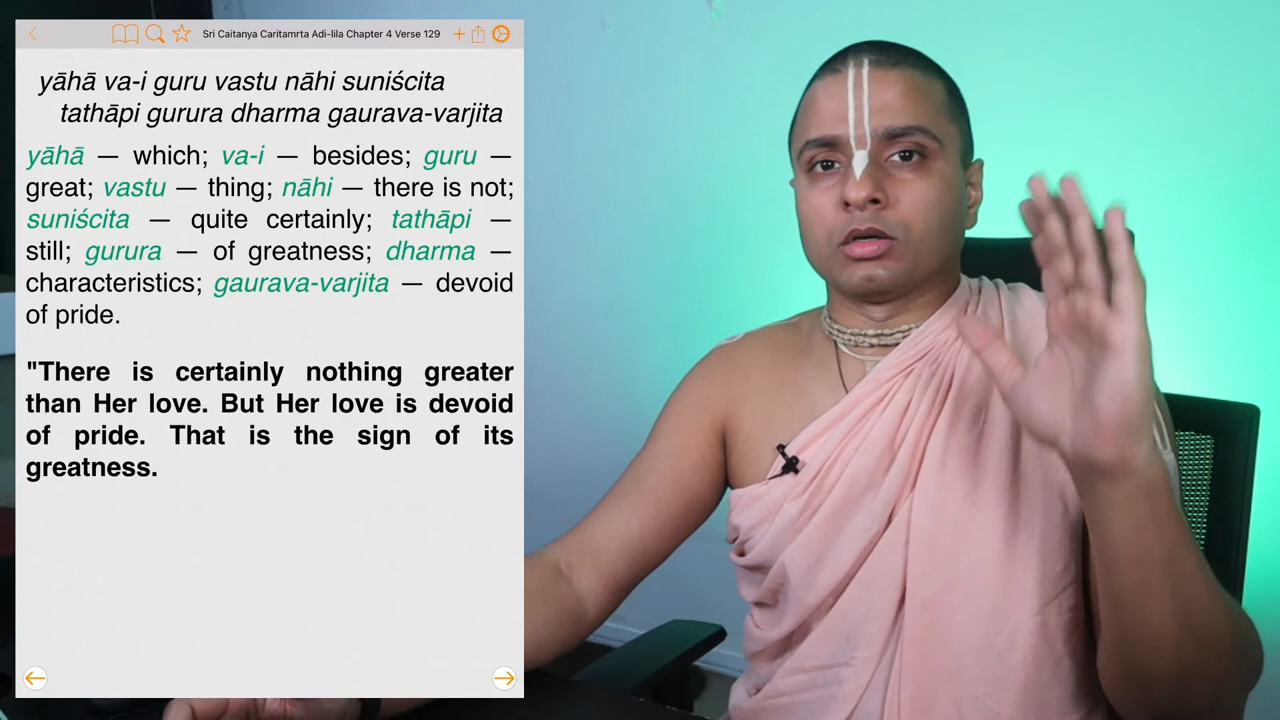 Sri Caitanya Caritamrta Adi-lila Chapter 4 Verse 129
yāhā va-i guru vastu nāhi suniścita
tathāpi gurura dharma gaurava-varjita
yāhā — which; va-i — besides; guru —
great; vastu — thing; nāhi — there is not;
suniścita — quite certainly; tathāpi —
still; gurura — of greatness; dharma —
characteristics; gaurava-varjita — devoid
of pride.
"There is certainly nothing greater
than Her love. But Her love is devoid
of pride. That is the sign of its
greatness.